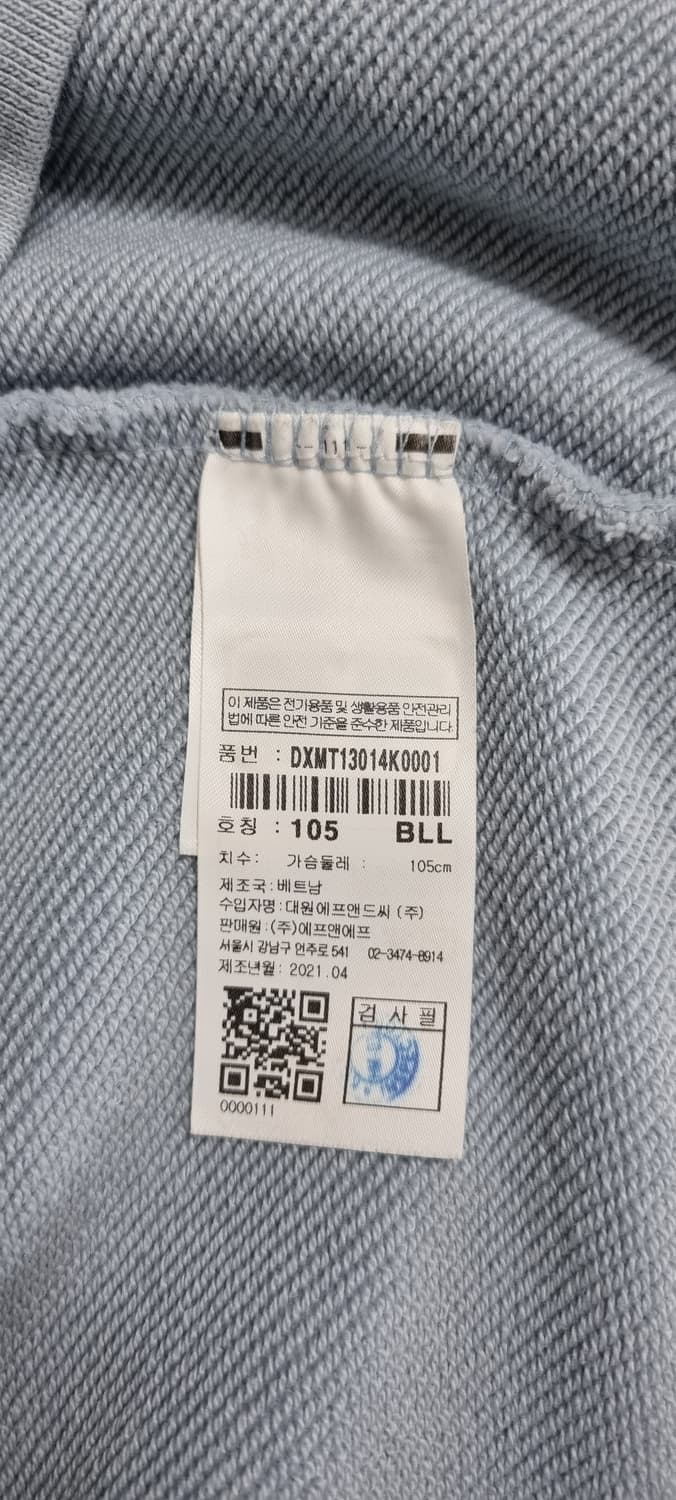 이 제품은 전기용품 및 생활용품 안전관리
법에 따른 안전 기준을 준수한 제품입니다.
품번 : DXMT13014K0001
호칭 : 105 BLL
치수: 가슴둘레 : 105cm
제조국:베트남
수입자명:대원에프앤드씨 (주)
판매원:(주)에프앤에프
서울시 강남구 언주로 541 02-3474-8914
제조년월: 2021.04
검 사 필
0000111